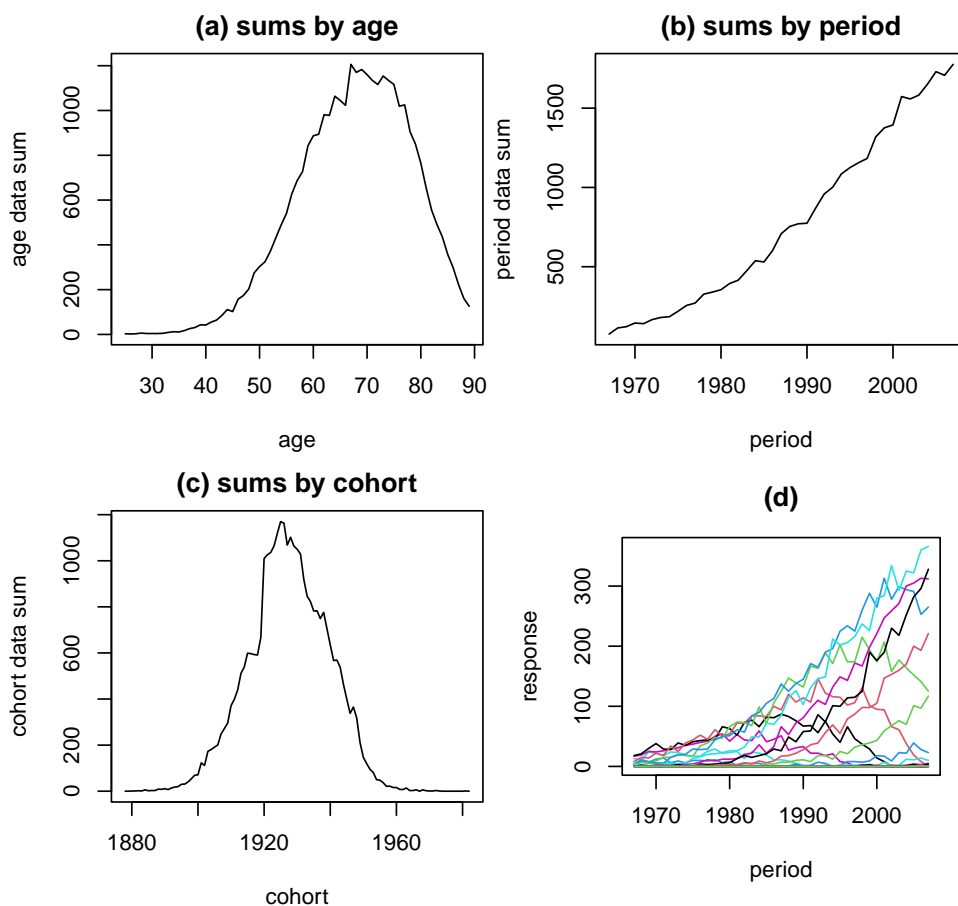 (a) sums by age
age data sum
0
200
600
1000
30 40 50 60 70 80 90
age
(b) sums by period
period data sum
500
1000
1500
1970 1980 1990 2000
period
(c) sums by cohort
cohort data sum
0
200
600
1000
1880 1920 1960
cohort
(d)
response
0
100
200
300
1970 1980 1990 2000
period